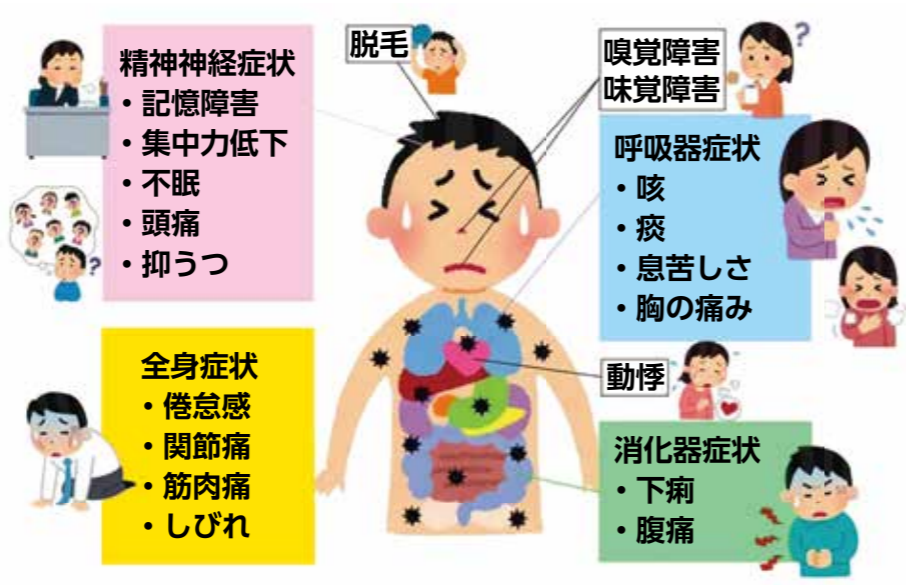 精神神経症状
・記憶障害
・集中力低下
・不眠
・頭痛
・抑うつ
脱毛
嗅覚障害
味覚障害
?
呼吸器症状
・咳
・痰
・息苦しさ
・胸の痛み
?
全身症状
・倦怠感
・関節痛
・筋肉痛
・しびれ
動悸
消化器症状
・下痢
・腹痛